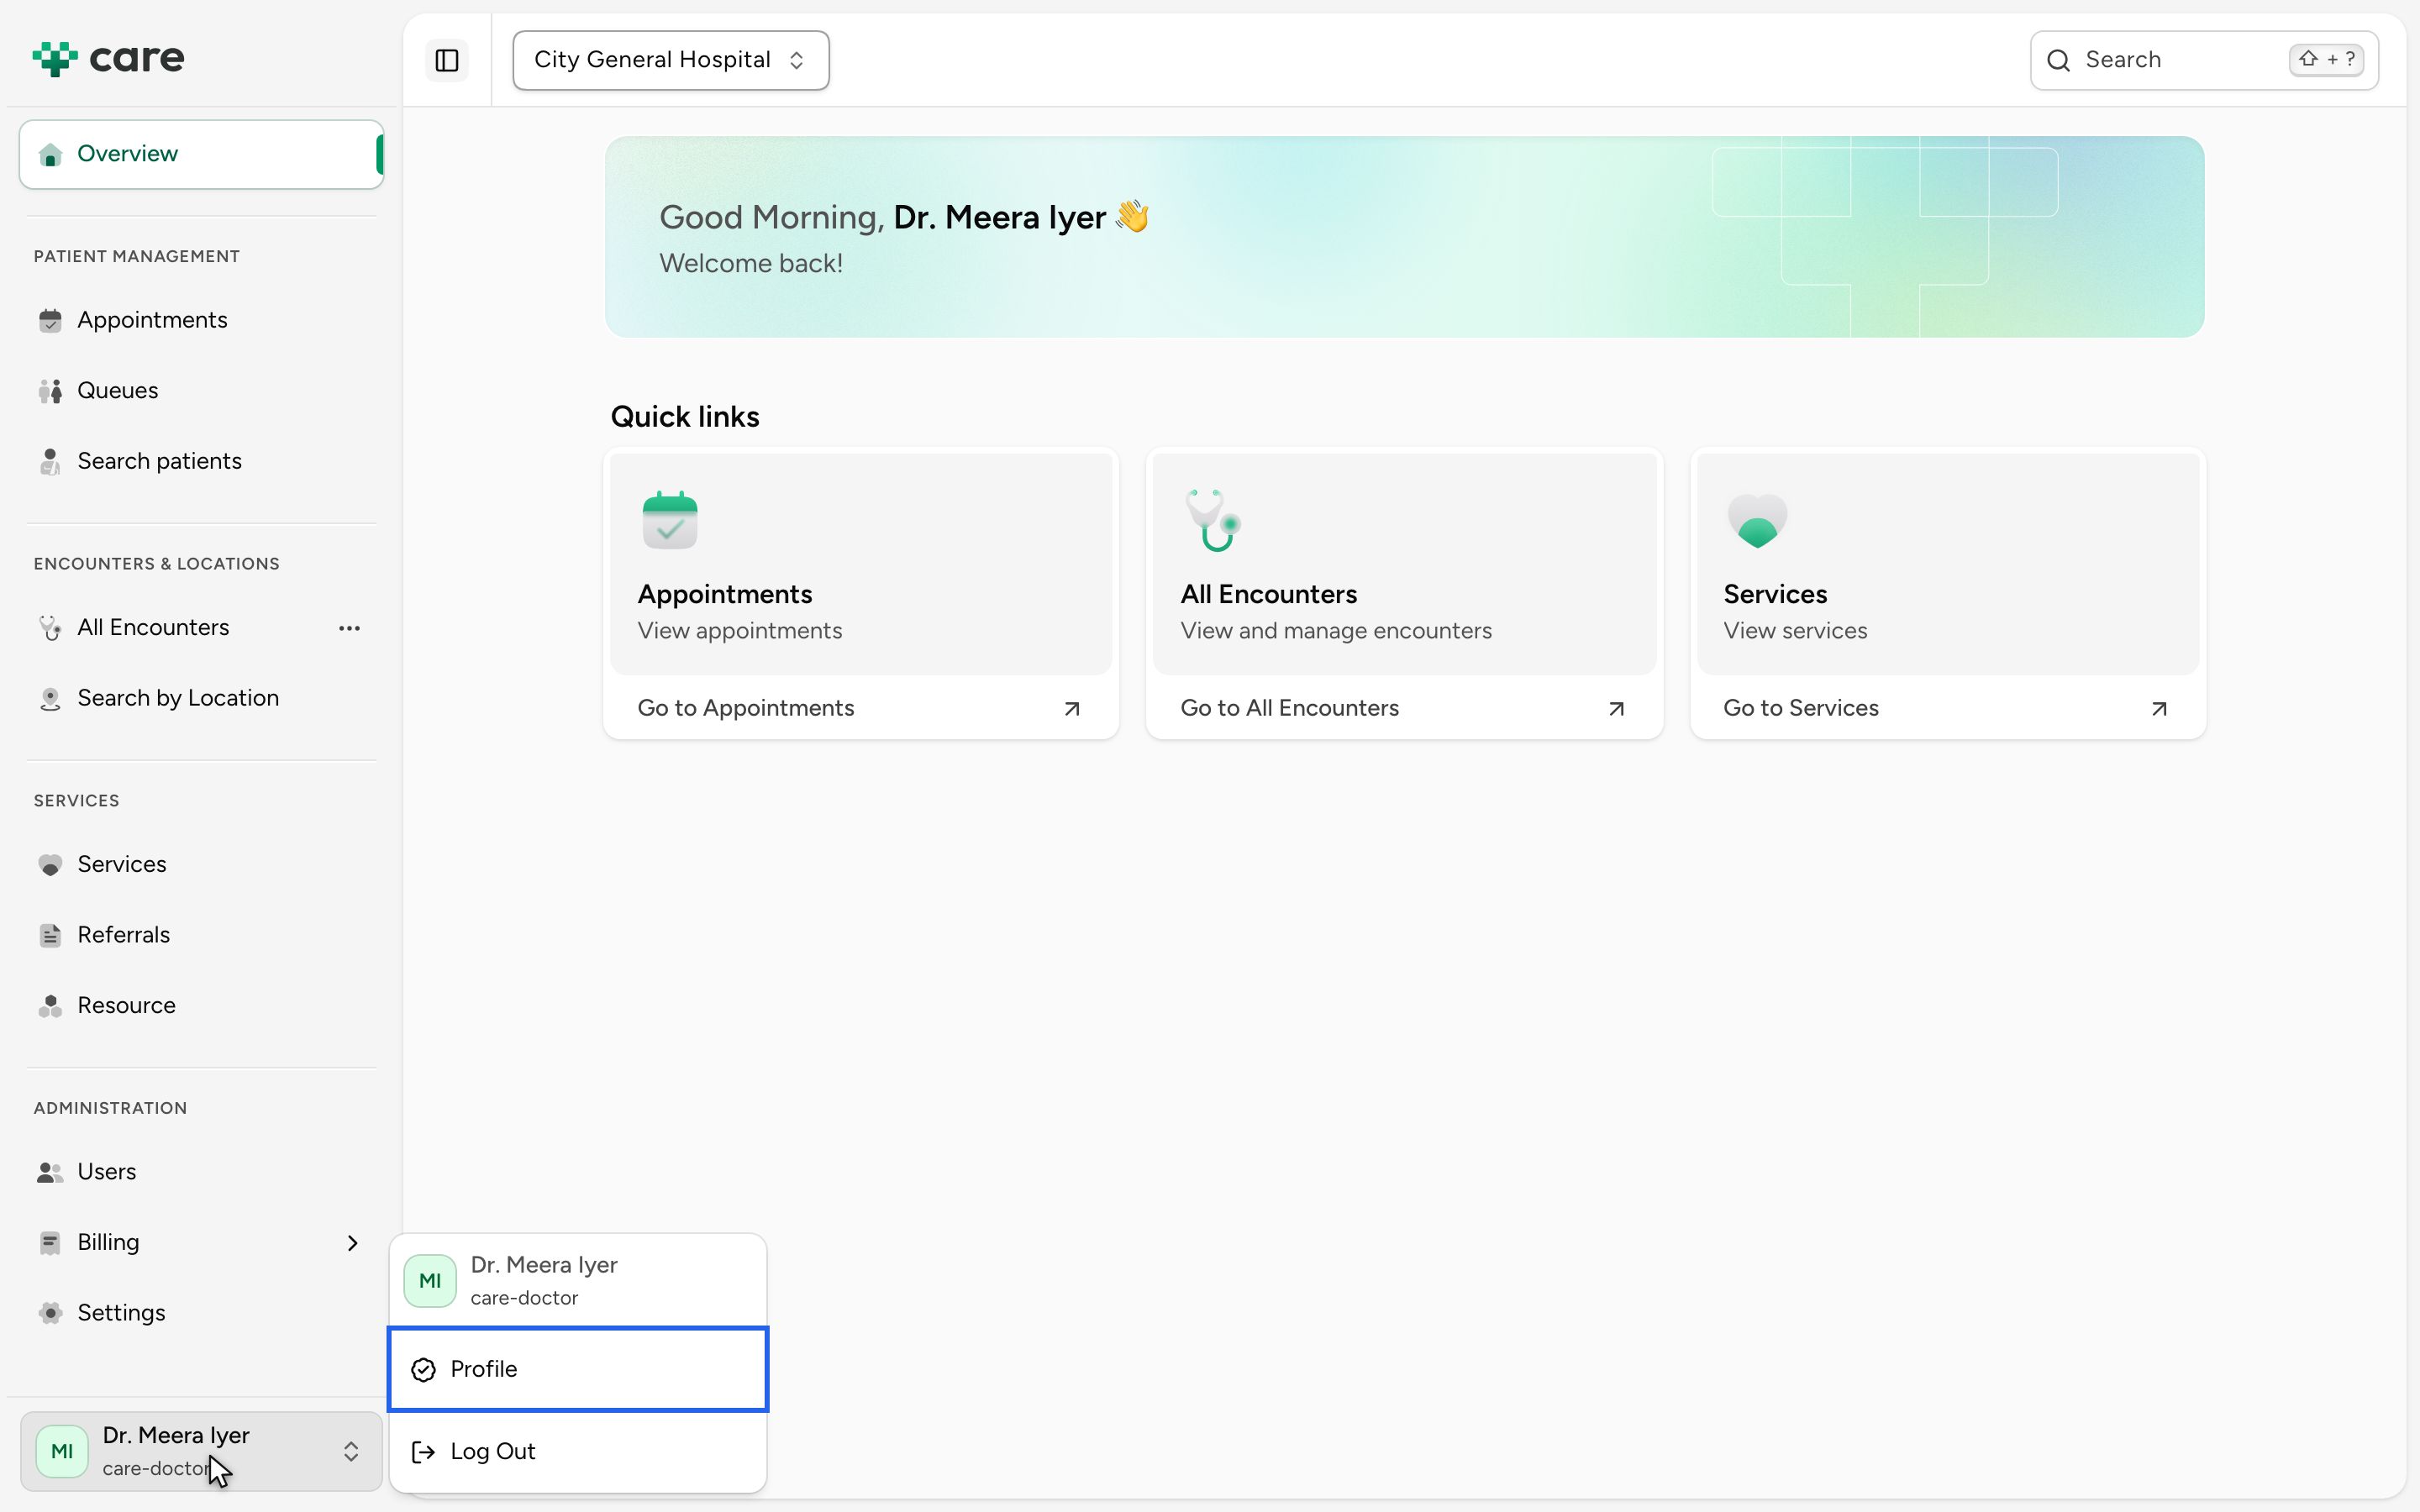 care
City General Hospital
Search
+ ?
Overview
PATIENT MANAGEMENT
Appointments
Queues
Search patients
ENCOUNTERS & LOCATIONS
All Encounters
Search by Location
SERVICES
Services
Referrals
Resource
ADMINISTRATION
Users
Billing
Settings
MI
Dr. Meera Iyer
care-doctor
Good Morning, Dr. Meera Iyer 👋
Welcome back!
Quick links
Appointments
View appointments
Go to Appointments
All Encounters
View and manage encounters
Go to All Encounters
Services
View services
Go to Services
MI
Dr. Meera Iyer
care-doctor
Profile
Log Out